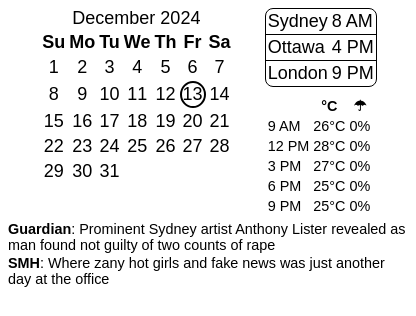 December 2024
Su Mo Tu We Th Fr Sa
1 2 3 4 5 6 7
8 9 10 11 12 13 14
15 16 17 18 19 20 21
22 23 24 25 26 27 28
29 30 31
Sydney 8 AM
Ottawa 4 PM
London 9 PM
°C ☂
9 AM 26°C 0%
12 PM 28°C 0%
3 PM 27°C 0%
6 PM 25°C 0%
9 PM 25°C 0%
Guardian: Prominent Sydney artist Anthony Lister revealed as
man found not guilty of two counts of rape
SMH: Where zany hot girls and fake news was just another
day at the office